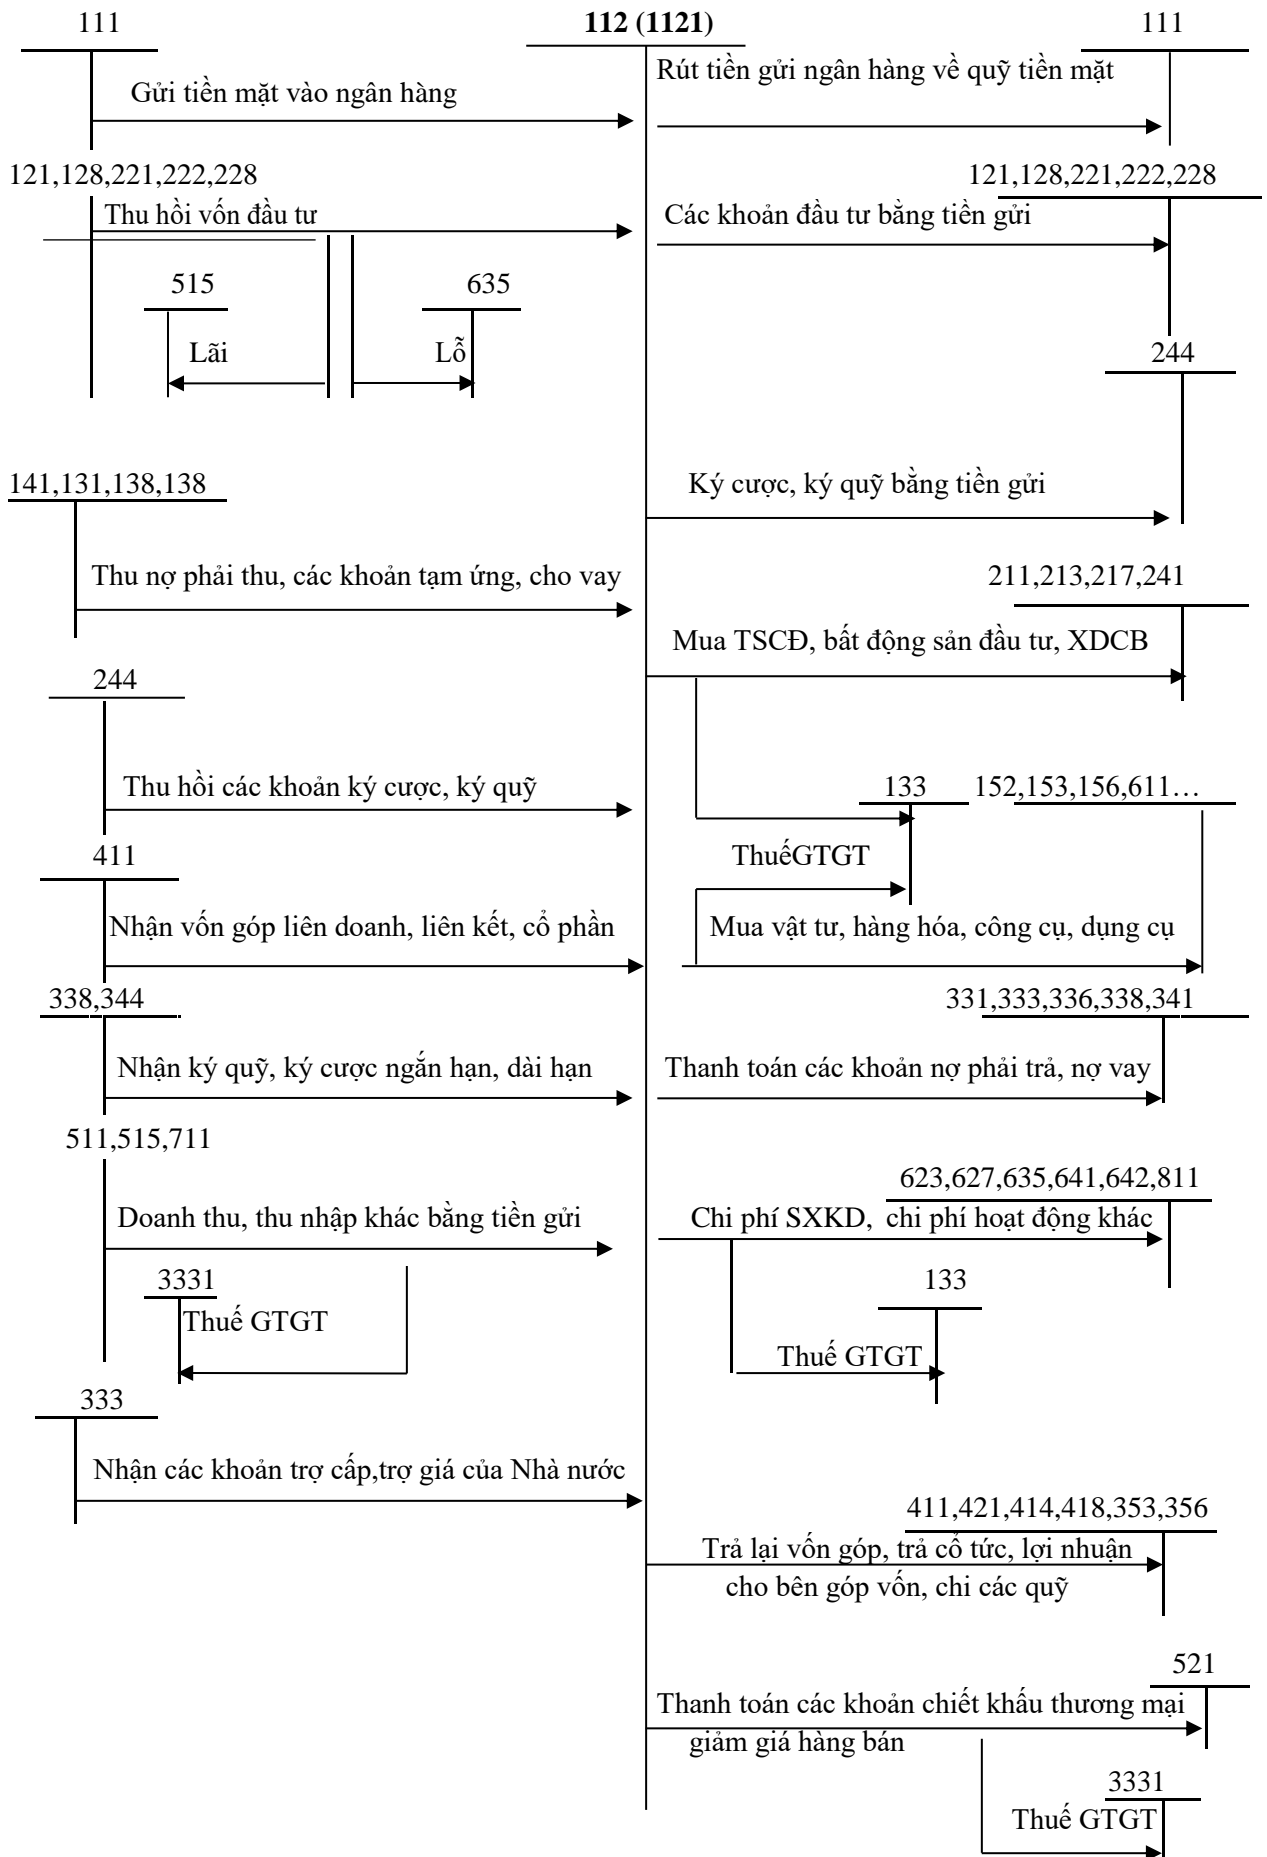 111
112 (1121)
111
Rút tiền gửi ngân hàng về quỹ tiền mặt
Gửi tiền mặt vào ngân hàng
121,128,221,222,228
121,128,221,222,228
Thu hồi vốn đầu tư
Các khoản đầu tư bằng tiền gửi
515
635
Lãi
Lỗ
244
141,131,138,138
Ký cược, ký quỹ bằng tiền gửi
Thu nợ phải thu, các khoản tạm ứng, cho vay
211,213,217,241
Mua TSCĐ, bất động sản đầu tư, XDCB
244
Thu hồi các khoản ký cược, ký quỹ
133
152,153,156,611…
411
ThuếGTGT
Nhận vốn góp liên doanh, liên kết, cổ phần
Mua vật tư, hàng hóa, công cụ, dụng cụ
338,344
331,333,336,338,341
Nhận ký quỹ, ký cược ngắn hạn, dài hạn
Thanh toán các khoản nợ phải trả, nợ vay
511,515,711
623,627,635,641,642,811
Doanh thu, thu nhập khác bằng tiền gửi
Chi phí SXKD, chi phí hoạt động khác
3331
133
Thuế GTGT
Thuế GTGT
333
Nhận các khoản trợ cấp,trợ giá của Nhà nước
411,421,414,418,353,356
Trả lại vốn góp, trả cổ tức, lợi nhuận
cho bên góp vốn, chi các quỹ
521
Thanh toán các khoản chiết khấu thương mại
giảm giá hàng bán
3331
Thuế GTGT